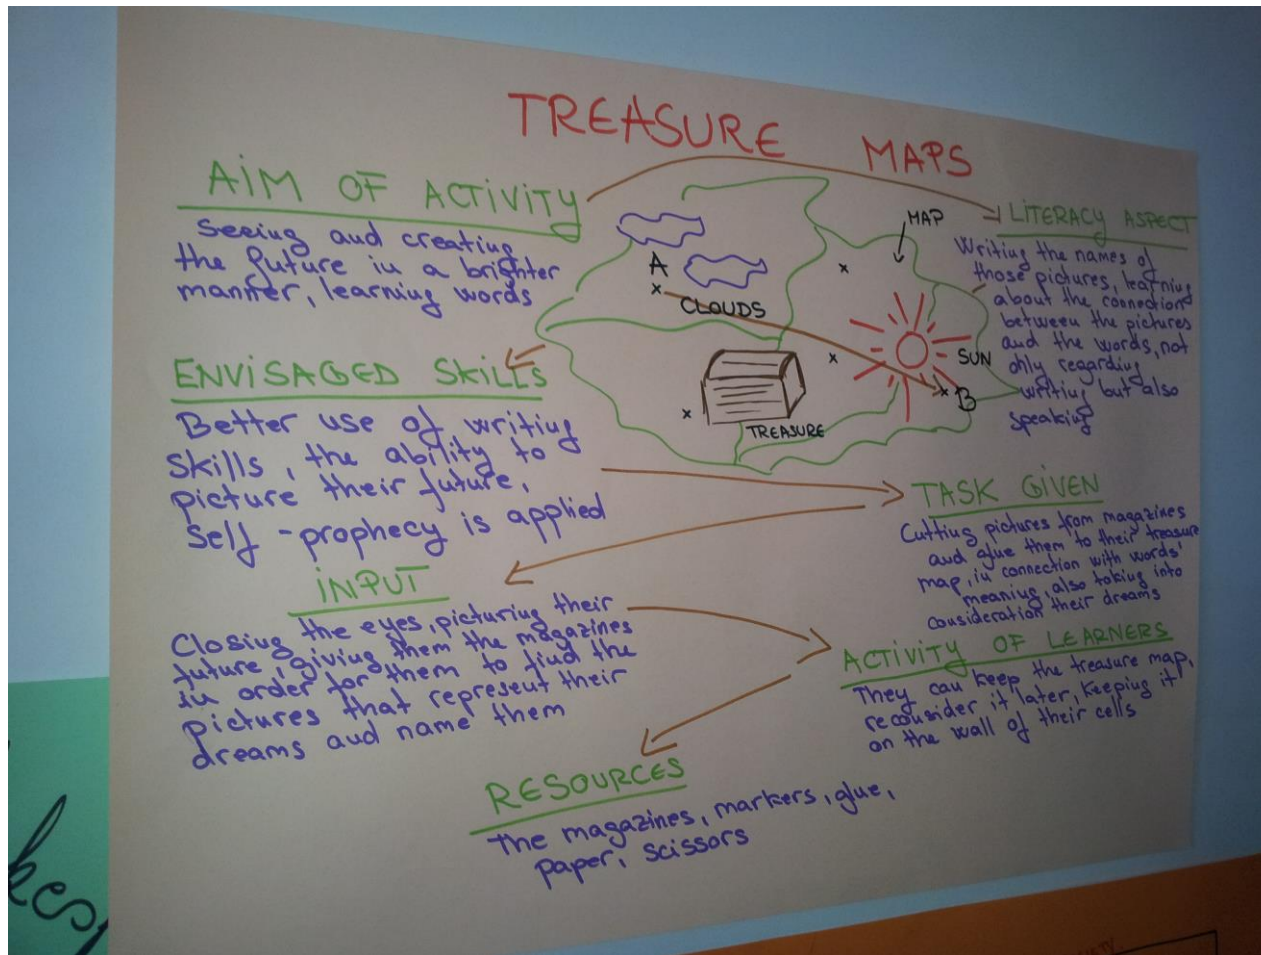 TREASURE MAPS
AIM OF ACTIVITY
Seeing and creating
the future in a brighter
manner, learning words
LITERACY ASPECT
Writing the names of
those pictures, learning
about the connection
between the pictures
and the words, not
only regarding
writing but also
speaking
MAP
A
CLOUDS
SUN
B
TREASURE
ENVISAGED SKILLS
Better use of writing
skills, the ability to
picture their future,
Self-prophecy is applied
TASK GIVEN
Cutting pictures from magazines
and glue them to their treasure
map, in connection with words'
meaning, also taking into
consideration their dreams
INPUT
Closing the eyes, picturing their
future, giving them the magazines
in order for them to find the
pictures that represent their
dreams and name them
ACTIVITY OF LEARNERS
They can keep the treasure map,
reconsider it later, keeping it
on the wall of their cells
RESOURCES
The magazines, markers, glue,
paper, scissors